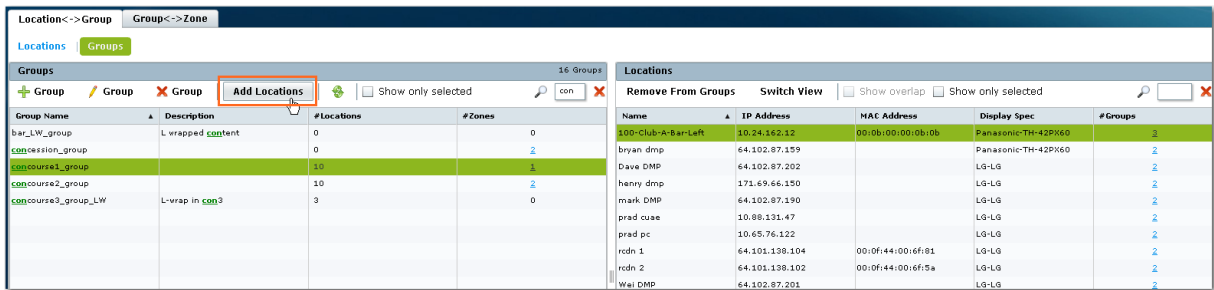 Location<->Group Group<->Zone
Locations Groups
Groups 16 Groups
Group Group Group Add Locations Show only selected con
Group Name Description #Locations #Zones
bar_LW_group L wrapped content 0 0
concession_group 0 2
concourse1_group 10 1
concourse2_group 10 2
concourse3_group_LW L-wrap in con3 3 0
Locations
Remove From Groups Switch View Show overlap Show only selected
Name IP Address MAC Address Display Spec #Groups
100-Club-A-Bar-Left 10.24.162.12 00:0b:00:00:0b:0b Panasonic-TH-42PX60 3
bryan dmp 64.102.87.159 Panasonic-TH-42PX60 2
Dave DMP 64.102.87.202 LG-LG 2
henry dmp 171.69.66.150 LG-LG 2
mark DMP 64.102.87.190 LG-LG 2
prad cuae 10.88.131.47 LG-LG 2
prad pc 10.65.76.122 LG-LG 2
rcdn 1 64.101.138.104 00:0f:44:00:6f:81 LG-LG 2
rcdn 2 64.101.138.102 00:0f:44:00:6f:5a LG-LG 2
Wei DMP 64.102.87.201 LG-LG 2